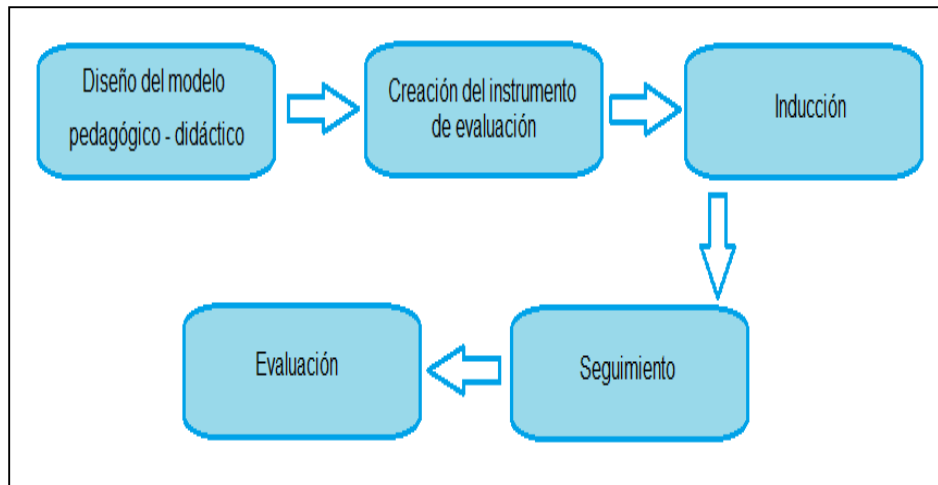 Diseño del modelo
pedagógico - didáctico
Creación del instrumento
de evaluación
Inducción
Seguimiento
Evaluación